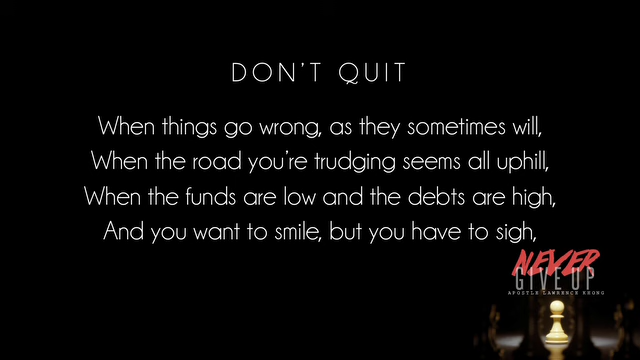 DON'T QUIT
When things go wrong, as they sometimes will,
When the road you're trudging seems all uphill,
When the funds are low and the debts are high,
And you want to smile, but you have to sigh,
NEVER
GIVE UP
APOSTLE LAWRENCE KHONG